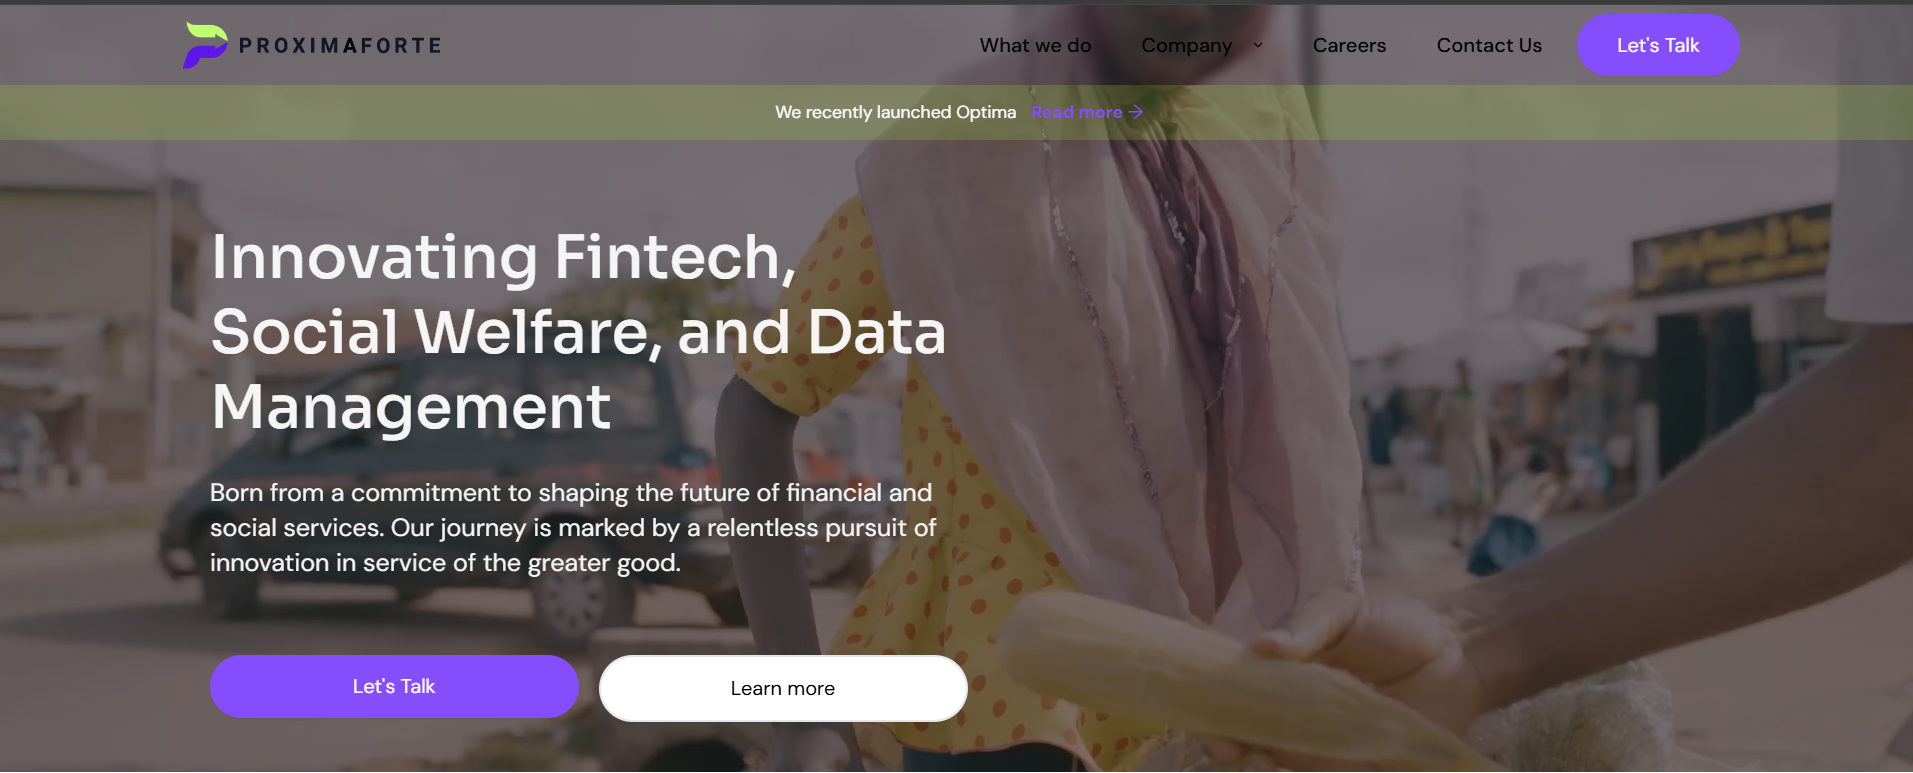 PROXIMAFORTE
What we do Company Careers Contact Us Let's Talk
We recently launched Optima Read more →
Innovating Fintech,
Social Welfare, and Data
Management
Born from a commitment to shaping the future of financial and
social services. Our journey is marked by a relentless pursuit of
innovation in service of the greater good.
Let's Talk Learn more